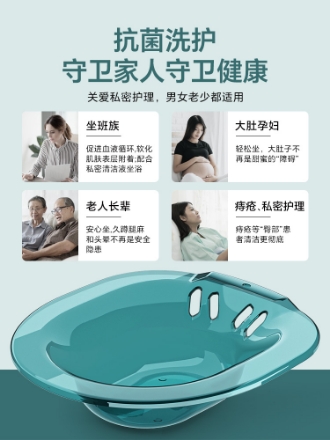 抗菌洗护
守卫家人守卫健康
关爱私密护理，男女老少都适用
坐班族
促进血液循环,软化
肌肤表层附着;配合
私密清洁液坐浴
大肚孕妇
轻松坐，大肚子不
再是甜蜜的“障碍”
老人长辈
安心坐,久蹲腿麻
和头晕不再是安全
隐患
痔疮、私密护理
痔疮等“臀部”患
者清洁更彻底